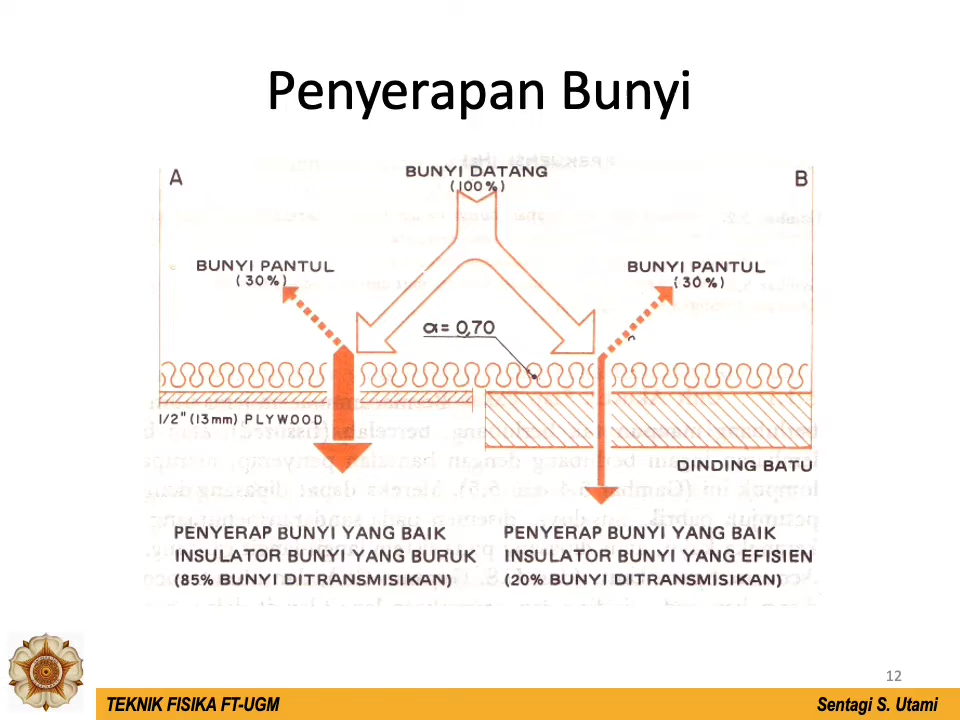 Penyerapan Bunyi
A
BUNYI DATANG
(100%)
B
BUNYI PANTUL
(30%)
BUNYI PANTUL
(30%)
α = 0,70
1/2" (13mm) PLYWOOD
DINDING BATU
PENYERAP BUNYI YANG BAIK
INSULATOR BUNYI YANG BURUK
(85% BUNYI DITRANSMISIKAN)
PENYERAP BUNYI YANG BAIK
INSULATOR BUNYI YANG EFISIEN
(20% BUNYI DITRANSMISIKAN)
12
TEKNIK FISIKA FT-UGM
Sentagi S. Utami